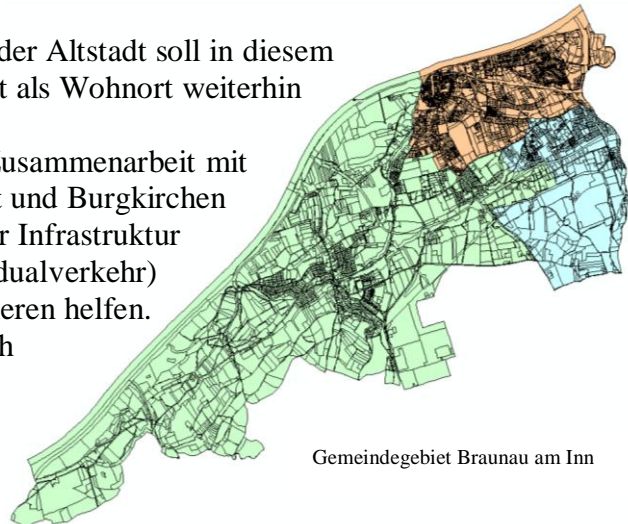 der Altstadt soll in diesem
t als Wohnort weiterhin
Zusammenarbeit mit
t und Burgkirchen
r Infrastruktur
dualverkehr)
eren helfen.
h
Gemeindegebiet Braunau am Inn